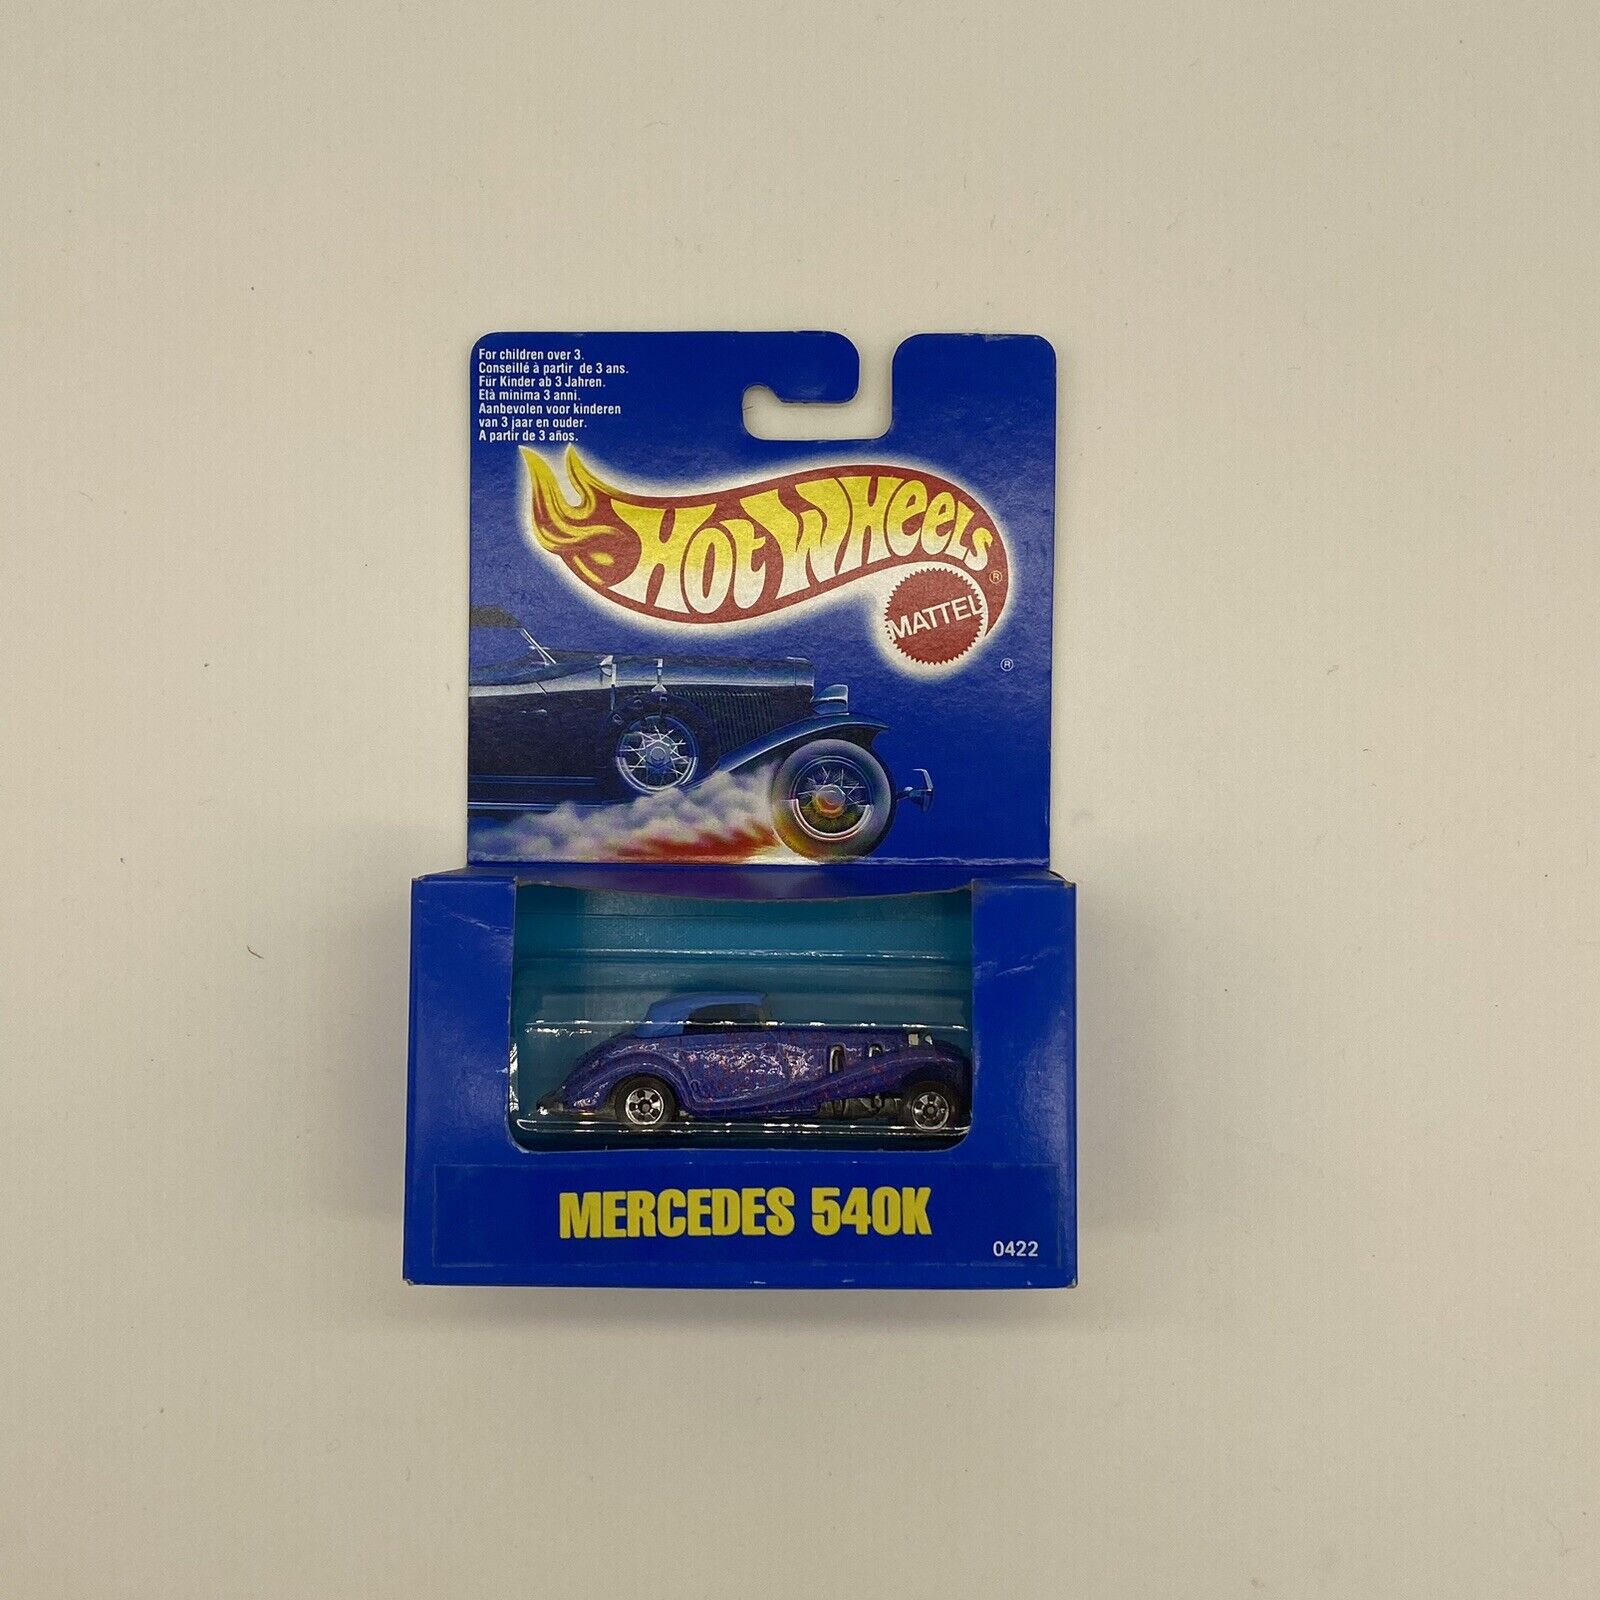 For children over 3.
Conseillé à partir de 3 ans.
Für Kinder ab 3 Jahren.
Età minima 3 anni.
Aanbevolen voor kinderen
van 3 jaar en ouder.
A partir de 3 años.
HOT WHEELS ®
MATTEL
®
MERCEDES 540K
0422